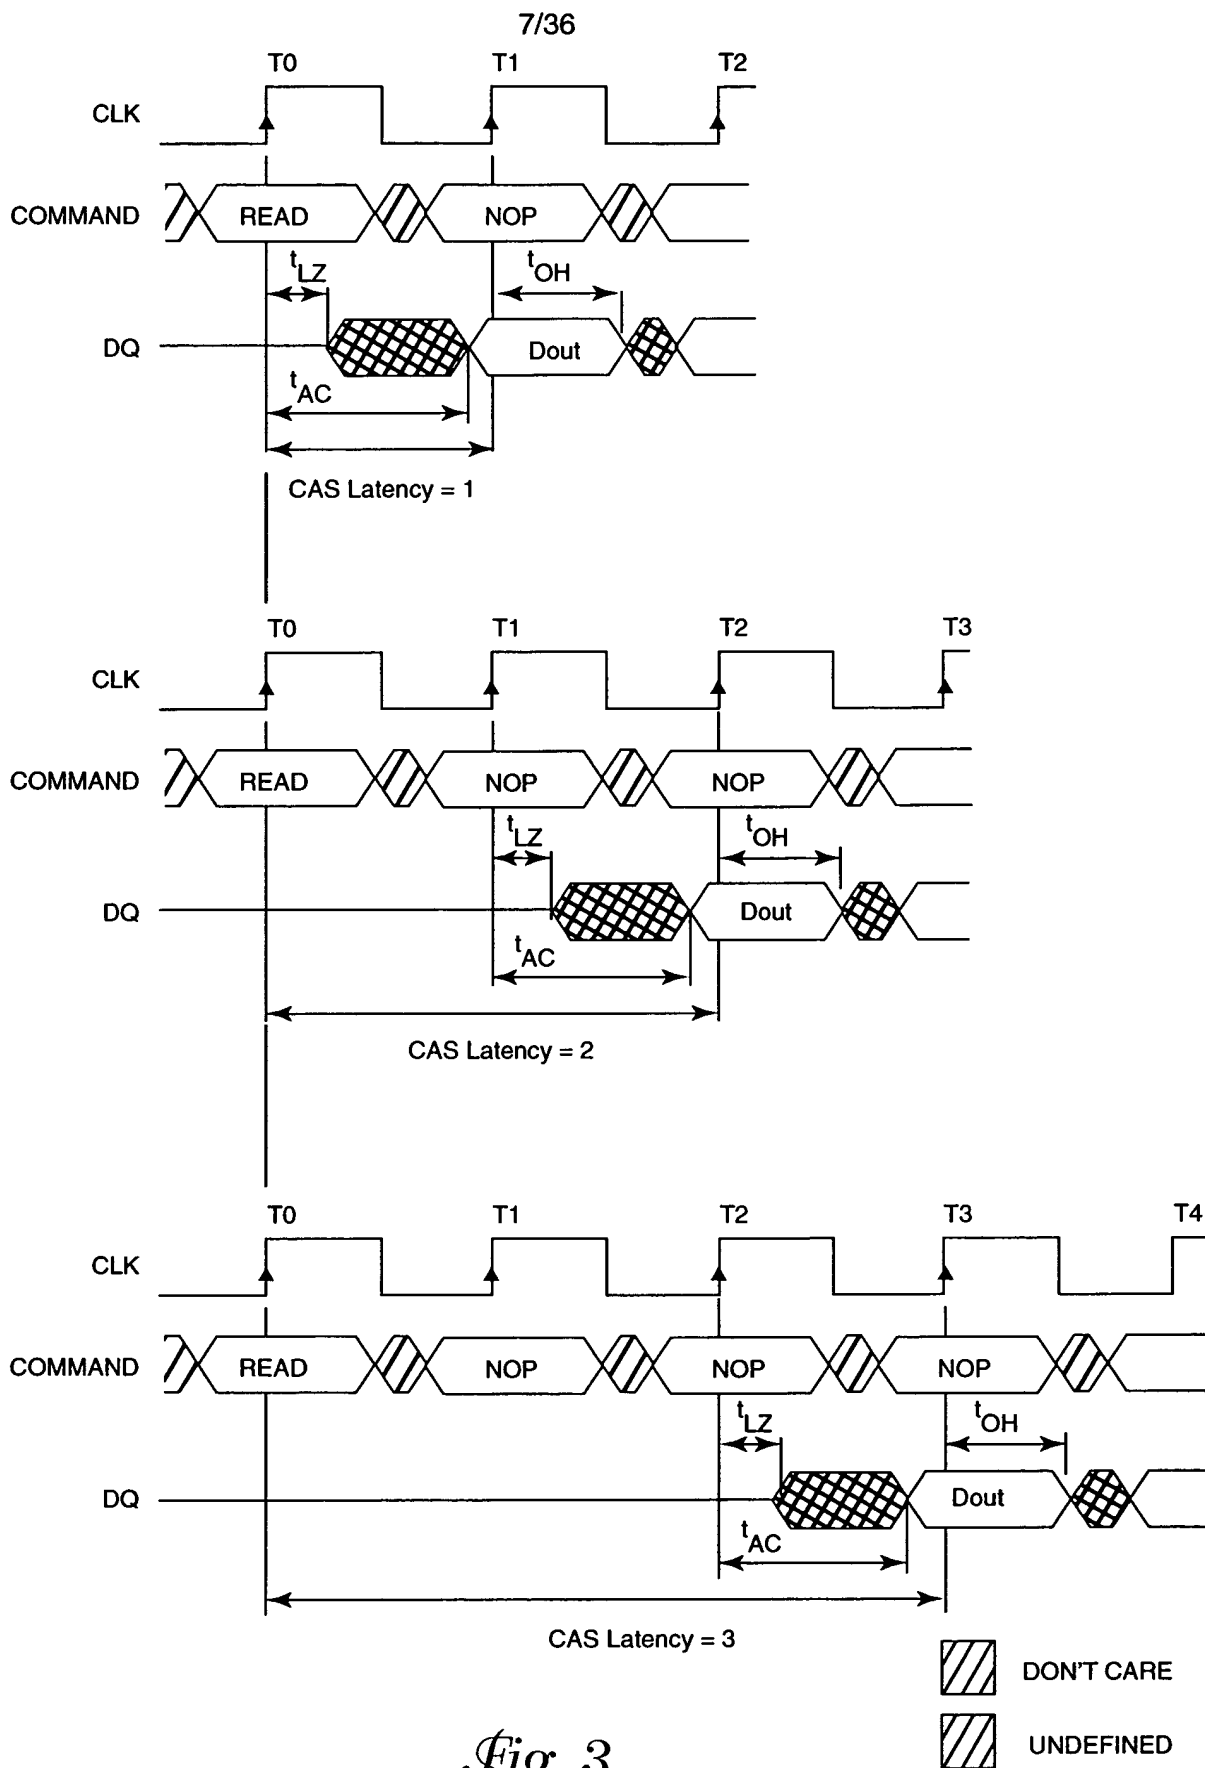 7/36
T0 T1 T2
CLK
COMMAND READ NOP
tLZ tOH
DQ Dout
tAC
CAS Latency = 1
T0 T1 T2 T3
CLK
COMMAND READ NOP NOP
tLZ tOH
DQ Dout
tAC
CAS Latency = 2
T0 T1 T2 T3 T4
CLK
COMMAND READ NOP NOP NOP
tLZ tOH
DQ Dout
tAC
CAS Latency = 3
DON'T CARE
UNDEFINED
Fig. 3